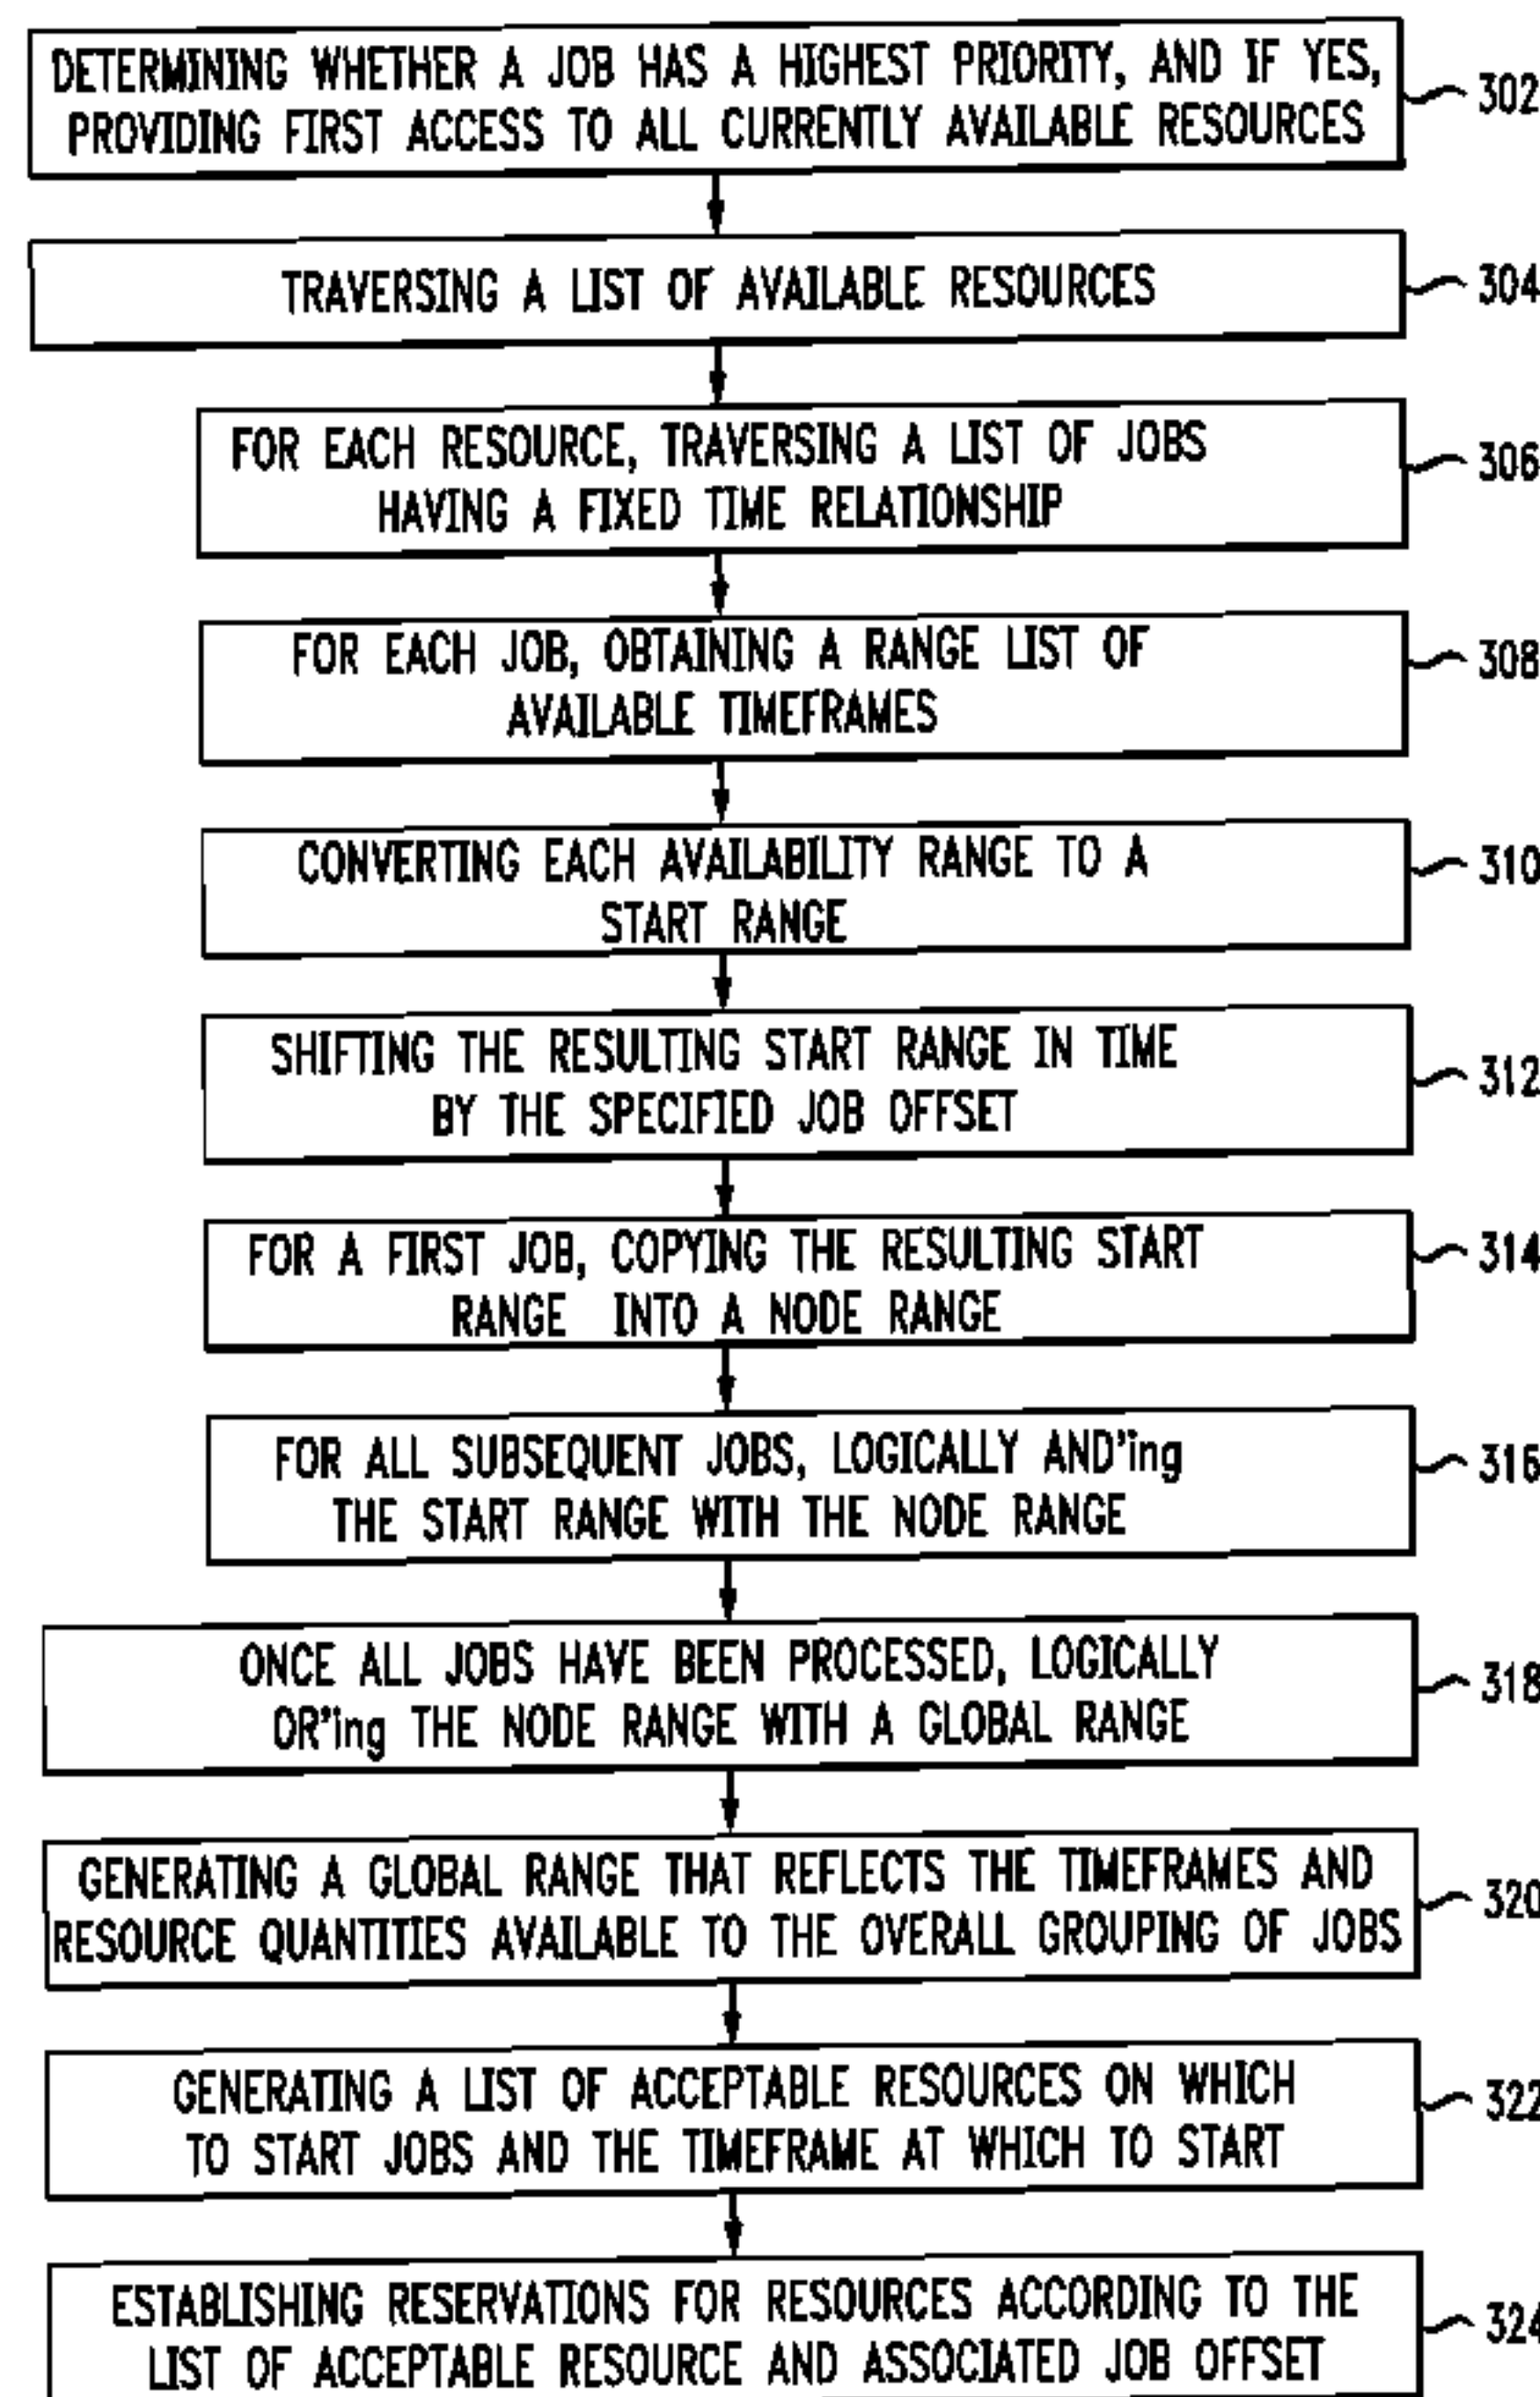 DETERMINING WHETHER A JOB HAS A HIGHEST PRIORITY, AND IF YES,
PROVIDING FIRST ACCESS TO ALL CURRENTLY AVAILABLE RESOURCES
302
TRAVERSING A LIST OF AVAILABLE RESOURCES
304
FOR EACH RESOURCE, TRAVERSING A LIST OF JOBS
HAVING A FIXED TIME RELATIONSHIP
306
FOR EACH JOB, OBTAINING A RANGE LIST OF
AVAILABLE TIMEFRAMES
308
CONVERTING EACH AVAILABILITY RANGE TO A
START RANGE
310
SHIFTING THE RESULTING START RANGE IN TIME
BY THE SPECIFIED JOB OFFSET
312
FOR A FIRST JOB, COPYING THE RESULTING START
RANGE INTO A NODE RANGE
314
FOR ALL SUBSEQUENT JOBS, LOGICALLY AND'ing
THE START RANGE WITH THE NODE RANGE
316
ONCE ALL JOBS HAVE BEEN PROCESSED, LOGICALLY
OR'ing THE NODE RANGE WITH A GLOBAL RANGE
318
GENERATING A GLOBAL RANGE THAT REFLECTS THE TIMEFRAMES AND
RESOURCE QUANTITIES AVAILABLE TO THE OVERALL GROUPING OF JOBS
320
GENERATING A LIST OF ACCEPTABLE RESOURCES ON WHICH
TO START JOBS AND THE TIMEFRAME AT WHICH TO START
322
ESTABLISHING RESERVATIONS FOR RESOURCES ACCORDING TO THE
LIST OF ACCEPTABLE RESOURCE AND ASSOCIATED JOB OFFSET
324